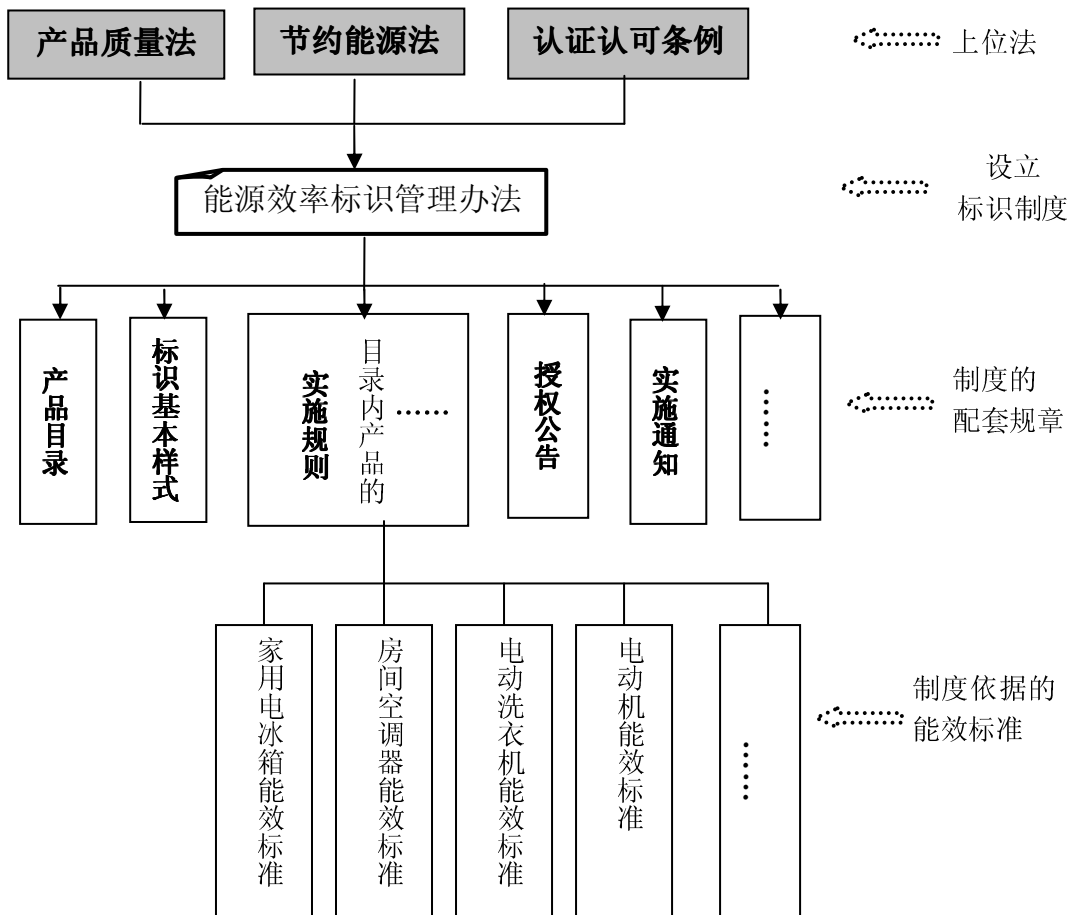 产品质量法
节约能源法
认证认可条例
上位法
能源效率标识管理办法
设立
标识制度
产品目录
标识基本样式
目录内产品的
实施规则
……
授权公告
实施通知
……
制度的
配套规章
家用电冰箱能效标准
房间空调器能效标准
电动洗衣机能效标准
电动机能效标准
……
制度依据的
能效标准